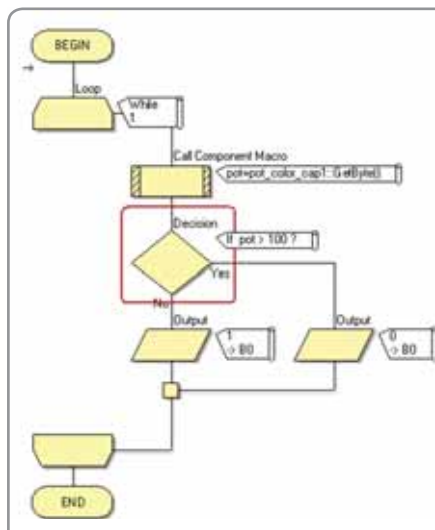 BEGIN
Loop
While
1
Call Component Macro
pot=pot_color_cap1::GetByte()
Decision
If pot > 100 ?
Yes
No
Output
1
-> B0
Output
0
-> B0
END